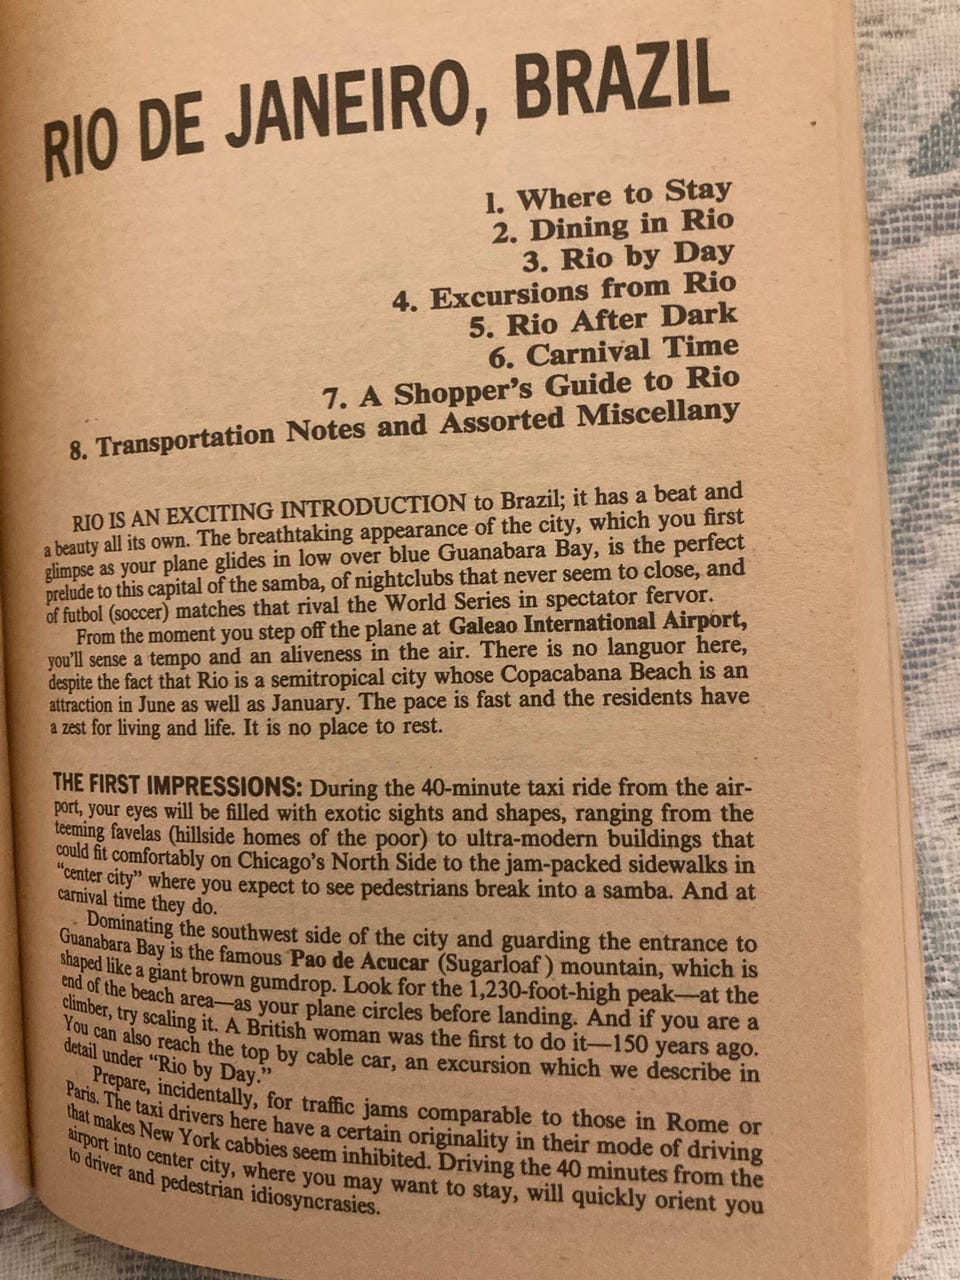 RIO DE JANEIRO, BRAZIL
1. Where to Stay
2. Dining in Rio
3. Rio by Day
4. Excursions from Rio
5. Rio After Dark
6. Carnival Time
7. A Shopper's Guide to Rio
8. Transportation Notes and Assorted Miscellany
RIO IS AN EXCITING INTRODUCTION to Brazil; it has a beat and
a beauty all its own. The breathtaking appearance of the city, which you first
glimpse as your plane glides in low over blue Guanabara Bay, is the perfect
prelude to this capital of the samba, of nightclubs that never seem to close, and
of futbol (soccer) matches that rival the World Series in spectator fervor.
From the moment you step off the plane at Galeao International Airport,
you'll sense a tempo and an aliveness in the air. There is no languor here,
despite the fact that Rio is a semitropical city whose Copacabana Beach is an
attraction in June as well as January. The pace is fast and the residents have
a zest for living and life. It is no place to rest.
THE FIRST IMPRESSIONS: During the 40-minute taxi ride from the air-
port, your eyes will be filled with exotic sights and shapes, ranging from the
teeming favelas (hillside homes of the poor) to ultra-modern buildings that
could fit comfortably on Chicago's North Side to the jam-packed sidewalks in
"center city" where you expect to see pedestrians break into a samba. And at
carnival time they do.
Dominating the southwest side of the city and guarding the entrance to
Guanabara Bay is the famous Pao de Acucar (Sugarloaf) mountain, which is
shaped like a giant brown gumdrop. Look for the 1,230-foot-high peak—at the
end of the beach area—as your plane circles before landing. And if you are a
climber, try scaling it. A British woman was the first to do it—150 years ago.
You can also reach the top by cable car, an excursion which we describe in
detail under "Rio by Day."
Prepare, incidentally, for traffic jams comparable to those in Rome or
Paris. The taxi drivers here have a certain originality in their mode of driving
that makes New York cabbies seem inhibited. Driving the 40 minutes from the
airport into center city, where you may want to stay, will quickly orient you
to driver and pedestrian idiosyncrasies.